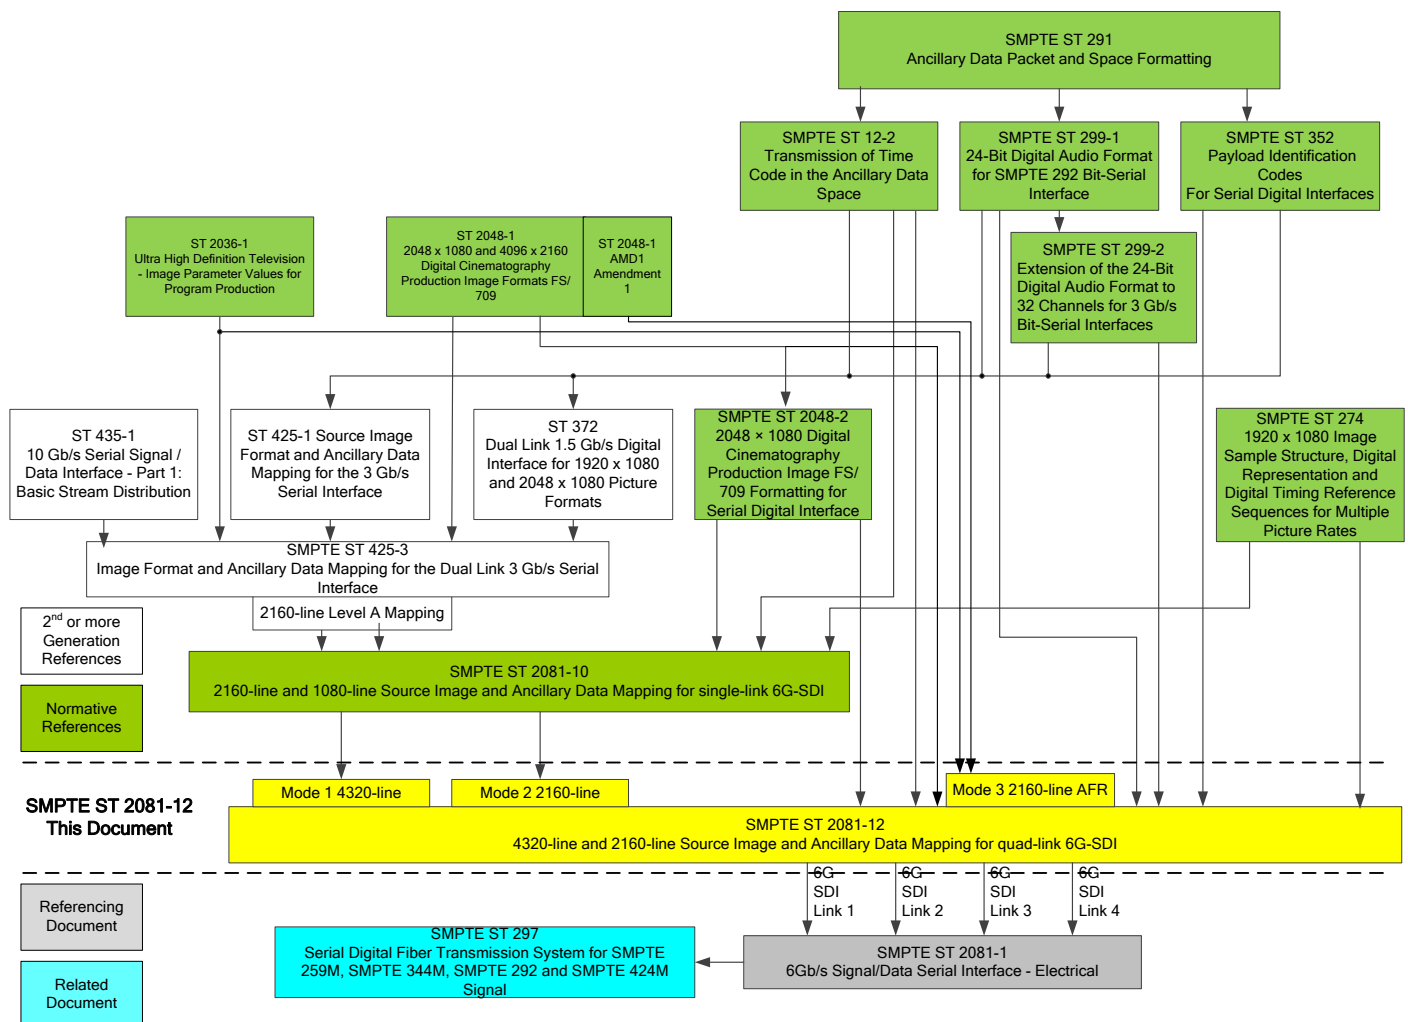 SMPTE ST 291
Ancillary Data Packet and Space Formatting
SMPTE ST 12-2
Transmission of Time
Code in the Ancillary Data
Space
SMPTE ST 299-1
24-Bit Digital Audio Format
for SMPTE 292 Bit-Serial
Interface
SMPTE ST 352
Payload Identification
Codes
For Serial Digital Interfaces
ST 2036-1
Ultra High Definition Television
- Image Parameter Values for
Program Production
ST 2048-1
2048 x 1080 and 4096 x 2160
Digital Cinematography
Production Image Formats FS/
709
ST 2048-1
AMD1
Amendment
1
SMPTE ST 299-2
Extension of the 24-Bit
Digital Audio Format to
32 Channels for 3 Gb/s
Bit-Serial Interfaces
ST 435-1
10 Gb/s Serial Signal /
Data Interface - Part 1:
Basic Stream Distribution
ST 425-1 Source Image
Format and Ancillary Data
Mapping for the 3 Gb/s
Serial Interface
ST 372
Dual Link 1.5 Gb/s Digital
Interface for 1920 x 1080
and 2048 x 1080 Picture
Formats
SMPTE ST 2048-2
2048 × 1080 Digital
Cinematography
Production Image FS/
709 Formatting for
Serial Digital Interface
SMPTE ST 274
1920 x 1080 Image
Sample Structure, Digital
Representation and
Digital Timing Reference
Sequences for Multiple
Picture Rates
SMPTE ST 425-3
Image Format and Ancillary Data Mapping for the Dual Link 3 Gb/s Serial
Interface
2160-line Level A Mapping
2nd or more
Generation
References
SMPTE ST 2081-10
2160-line and 1080-line Source Image and Ancillary Data Mapping for single-link 6G-SDI
Normative
References
SMPTE ST 2081-12
This Document
Mode 1 4320-line
Mode 2 2160-line
Mode 3 2160-line AFR
SMPTE ST 2081-12
4320-line and 2160-line Source Image and Ancillary Data Mapping for quad-link 6G-SDI
6G
SDI
Link 1
6G
SDI
Link 2
6G
SDI
Link 3
6G
SDI
Link 4
Referencing
Document
SMPTE ST 297
Serial Digital Fiber Transmission System for SMPTE
259M, SMPTE 344M, SMPTE 292 and SMPTE 424M
Signal
SMPTE ST 2081-1
6Gb/s Signal/Data Serial Interface - Electrical
Related
Document